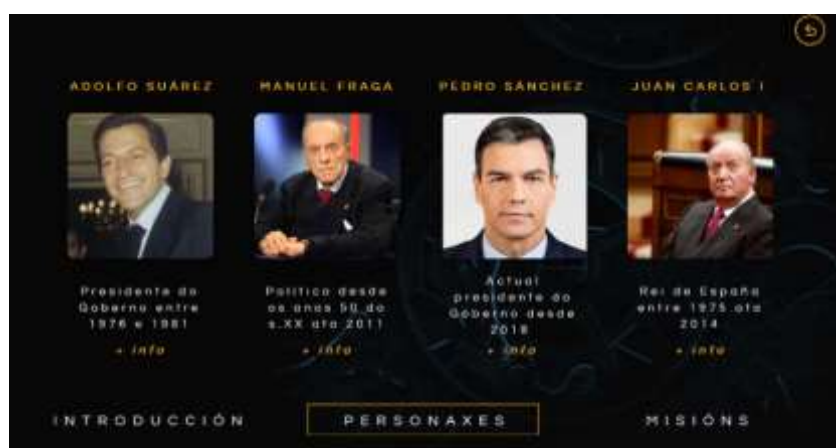 ADOLFO SUÁREZ
MANUEL FRAGA
PEDRO SÁNCHEZ
JUAN CARLOS I
Presidente do
Goberno entre
1976 e 1981
+ info
Político desde
os anos 50 do
s.XX ata 2011
+ info
Actual
presidente do
Goberno desde
2018
+ info
Rei de España
entre 1975 ata
2014
+ info
INTRODUCCIÓN
PERSONAXES
MISIÓNS